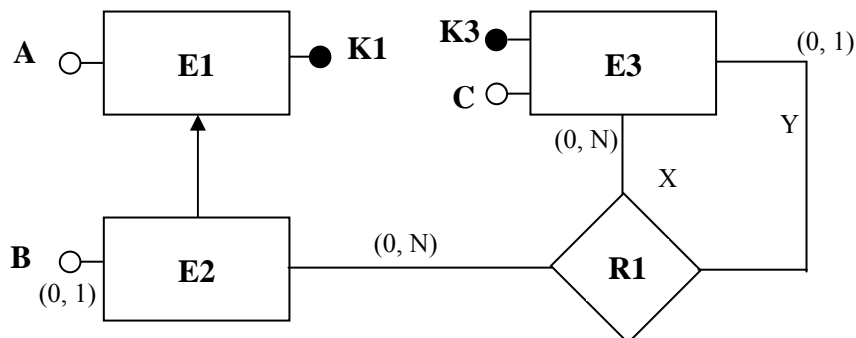 A
E1
K1
K3
E3
(0, 1)
C
(0, N)
Y
X
B
(0, 1)
E2
(0, N)
R1